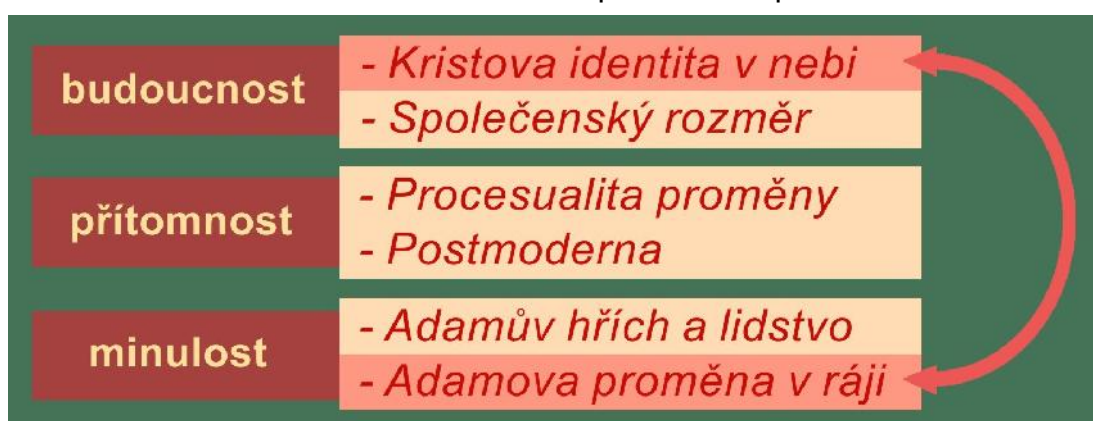 budoucnost
- Kristova identita v nebi
- Společenský rozměr
přítomnost
- Procesualita proměny
- Postmoderna
minulost
- Adamův hřích a lidstvo
- Adamova proměna v ráji